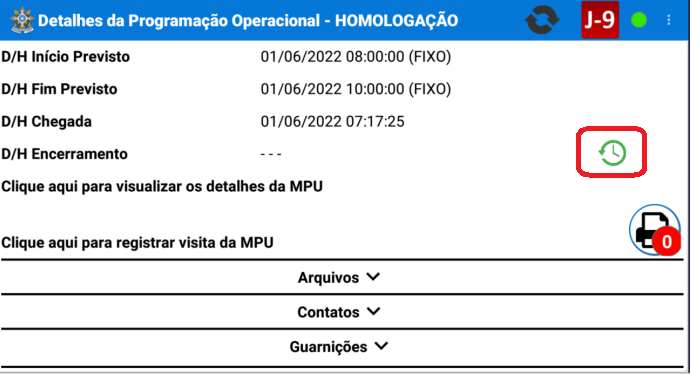 Detalhes da Programação Operacional - HOMOLOGAÇÃO J-9
D/H Início Previsto 01/06/2022 08:00:00 (FIXO)
D/H Fim Previsto 01/06/2022 10:00:00 (FIXO)
D/H Chegada 01/06/2022 07:17:25
D/H Encerramento - - -
Clique aqui para visualizar os detalhes da MPU
Clique aqui para registrar visita da MPU 0
Arquivos
Contatos
Guarnições